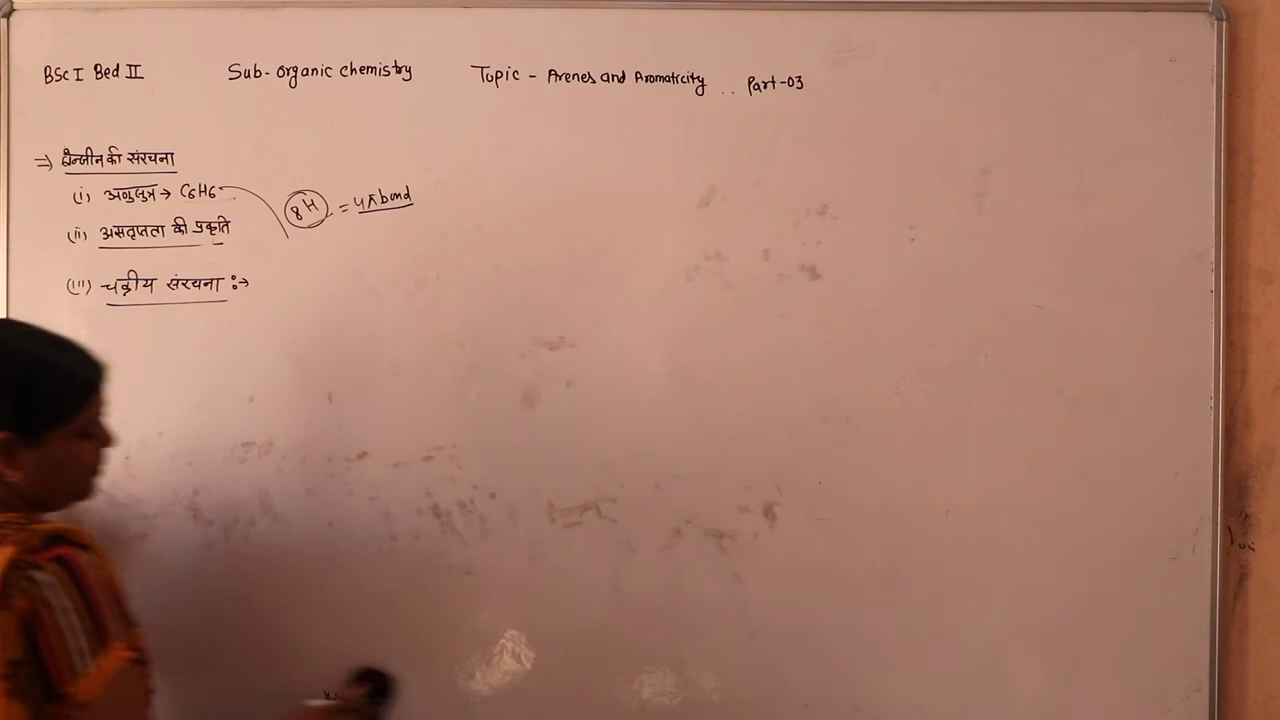 BSc I Bed II Sub- organic chemistry Topic - Arenes and Aromaticity .. Part-03
⇒ बेन्जीन की संरचना
(i) अणुसूत्र → C6H6 8H = 4π bond
(ii) असंतृप्तता की प्रकृति
(iii) चक्रीय संरचना :→